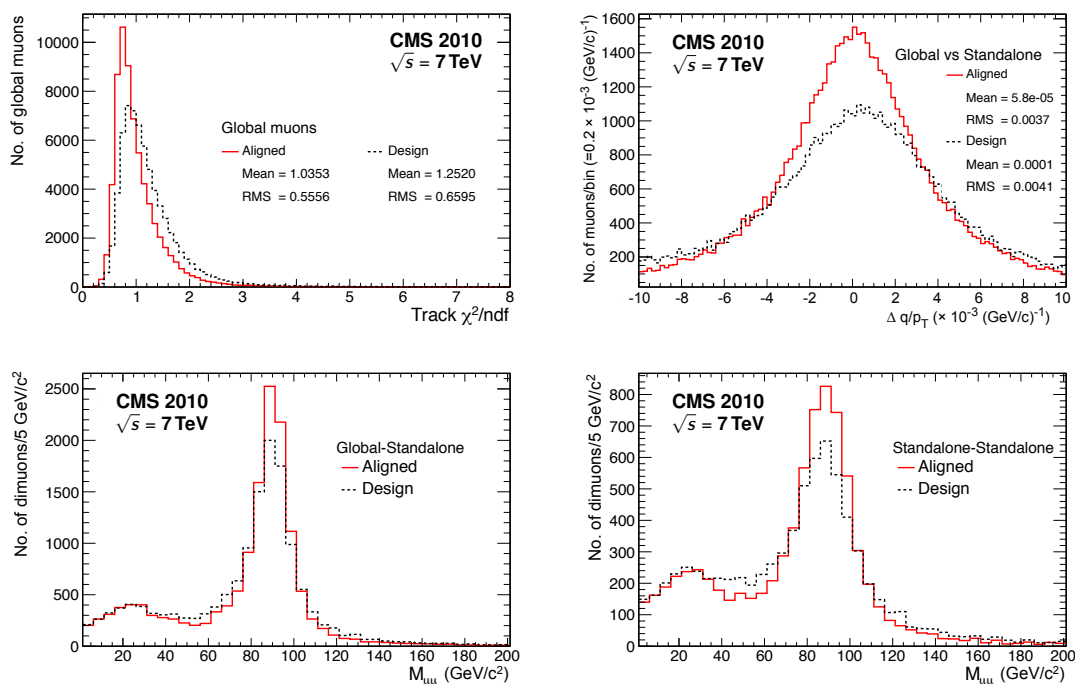 No. of global muons
10000
8000
6000
4000
2000
0
0 1 2 3 4 5 6 7 8
Track χ²/ndf
CMS 2010
√s = 7 TeV
Global muons
Aligned Design
Mean = 1.0353 Mean = 1.2520
RMS = 0.5556 RMS = 0.6595
No. of muons/bin (=0.2 × 10⁻³ (GeV/c)⁻¹)
1600
1400
1200
1000
800
600
400
200
-10 -8 -6 -4 -2 0 2 4 6 8 10
Δ q/p_T (× 10⁻³ (GeV/c)⁻¹)
CMS 2010
√s = 7 TeV
Global vs Standalone
Aligned
Mean = 5.8e-05
RMS = 0.0037
Design
Mean = 0.0001
RMS = 0.0041
No. of dimuons/5 GeV/c²
2500
2000
1500
1000
500
0
20 40 60 80 100 120 140 160 180 200
M_μμ (GeV/c²)
CMS 2010
√s = 7 TeV
Global-Standalone
Aligned
Design
No. of dimuons/5 GeV/c²
800
700
600
500
400
300
200
100
0
20 40 60 80 100 120 140 160 180 200
M_μμ (GeV/c²)
CMS 2010
√s = 7 TeV
Standalone-Standalone
Aligned
Design